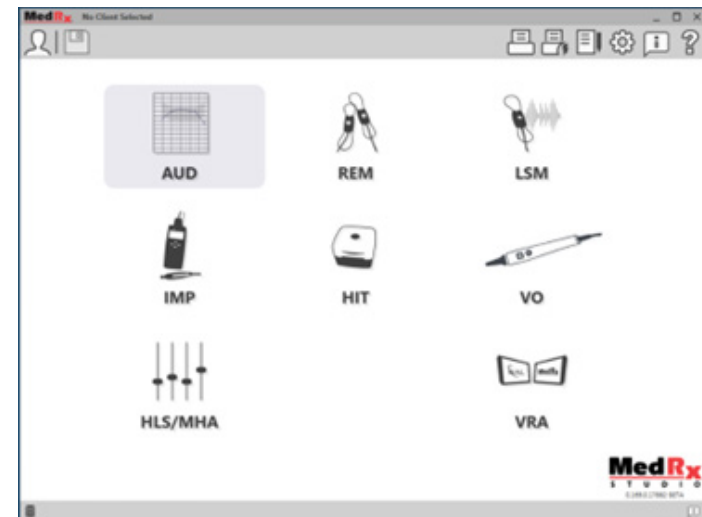 MedRx No Client Selected
AUD REM LSM
IMP HIT VO
HLS/MHA VRA
MedRx
STUDIO